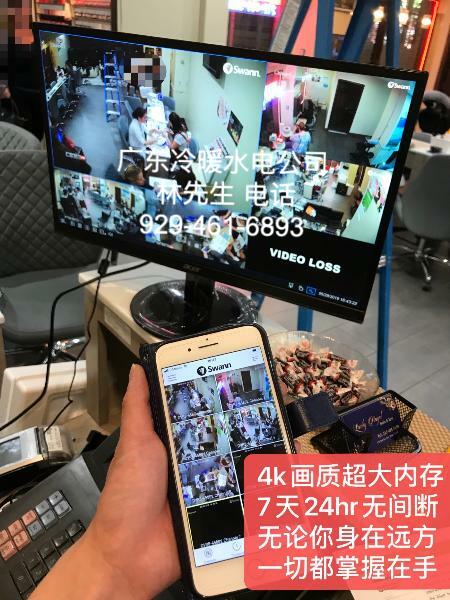 Swann
Swann
广东冷暖水电公司
林先生 电话
929-461-6893
VIDEO LOSS
acer
Swann
4k画质超大内存
7天24hr无间断
无论你身在远方
一切都掌握在手